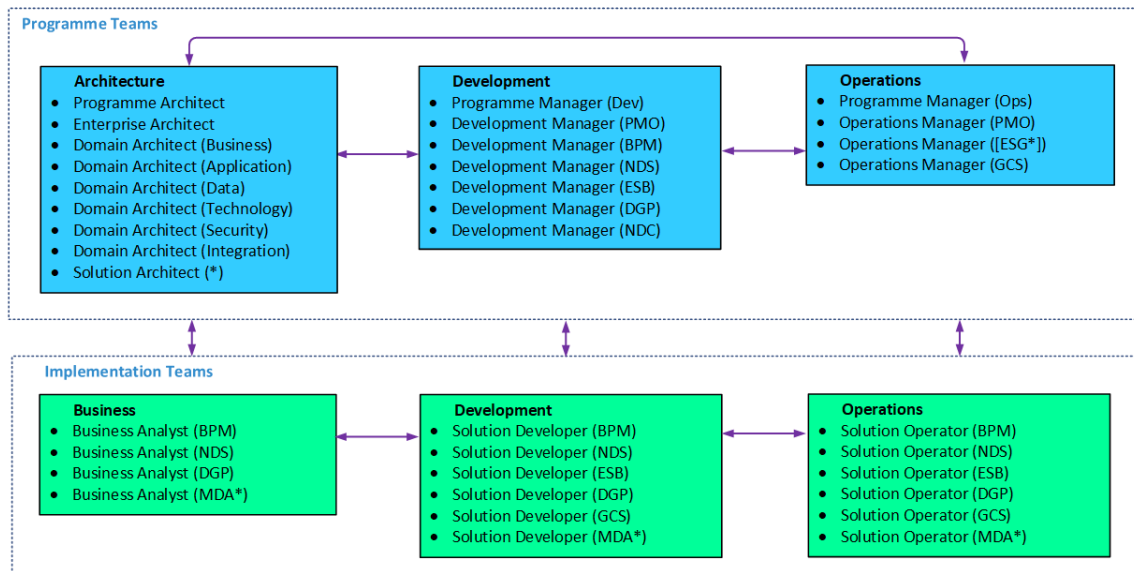 Programme Teams
Architecture
• Programme Architect
• Enterprise Architect
• Domain Architect (Business)
• Domain Architect (Application)
• Domain Architect (Data)
• Domain Architect (Technology)
• Domain Architect (Security)
• Domain Architect (Integration)
• Solution Architect (*)
Development
• Programme Manager (Dev)
• Development Manager (PMO)
• Development Manager (BPM)
• Development Manager (NDS)
• Development Manager (ESB)
• Development Manager (DGP)
• Development Manager (NDC)
Operations
• Programme Manager (Ops)
• Operations Manager (PMO)
• Operations Manager ([ESG*])
• Operations Manager (GCS)
Implementation Teams
Business
• Business Analyst (BPM)
• Business Analyst (NDS)
• Business Analyst (DGP)
• Business Analyst (MDA*)
Development
• Solution Developer (BPM)
• Solution Developer (NDS)
• Solution Developer (ESB)
• Solution Developer (DGP)
• Solution Developer (GCS)
• Solution Developer (MDA*)
Operations
• Solution Operator (BPM)
• Solution Operator (NDS)
• Solution Operator (ESB)
• Solution Operator (DGP)
• Solution Operator (GCS)
• Solution Operator (MDA*)